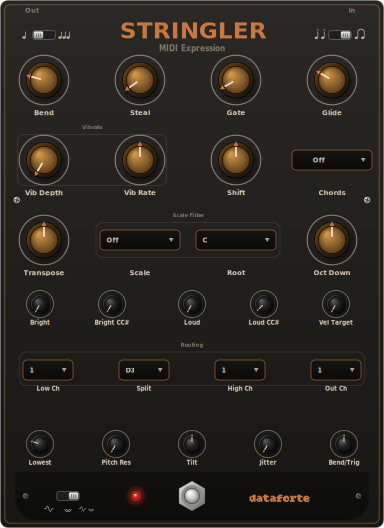 Out In
STRINGLER
MIDI Expression
Bend Steal Gate Glide
Vibrato
Off
Vib Depth Vib Rate Shift Chords
Scale Filter
Off C
Transpose Scale Root Oct Down
Bright Bright CC# Loud Loud CC# Vel Target
Routing
1 D3 1 1
Low Ch Split High Ch Out Ch
Lowest Pitch Res Tilt Jitter Bend/Trig
dataforte